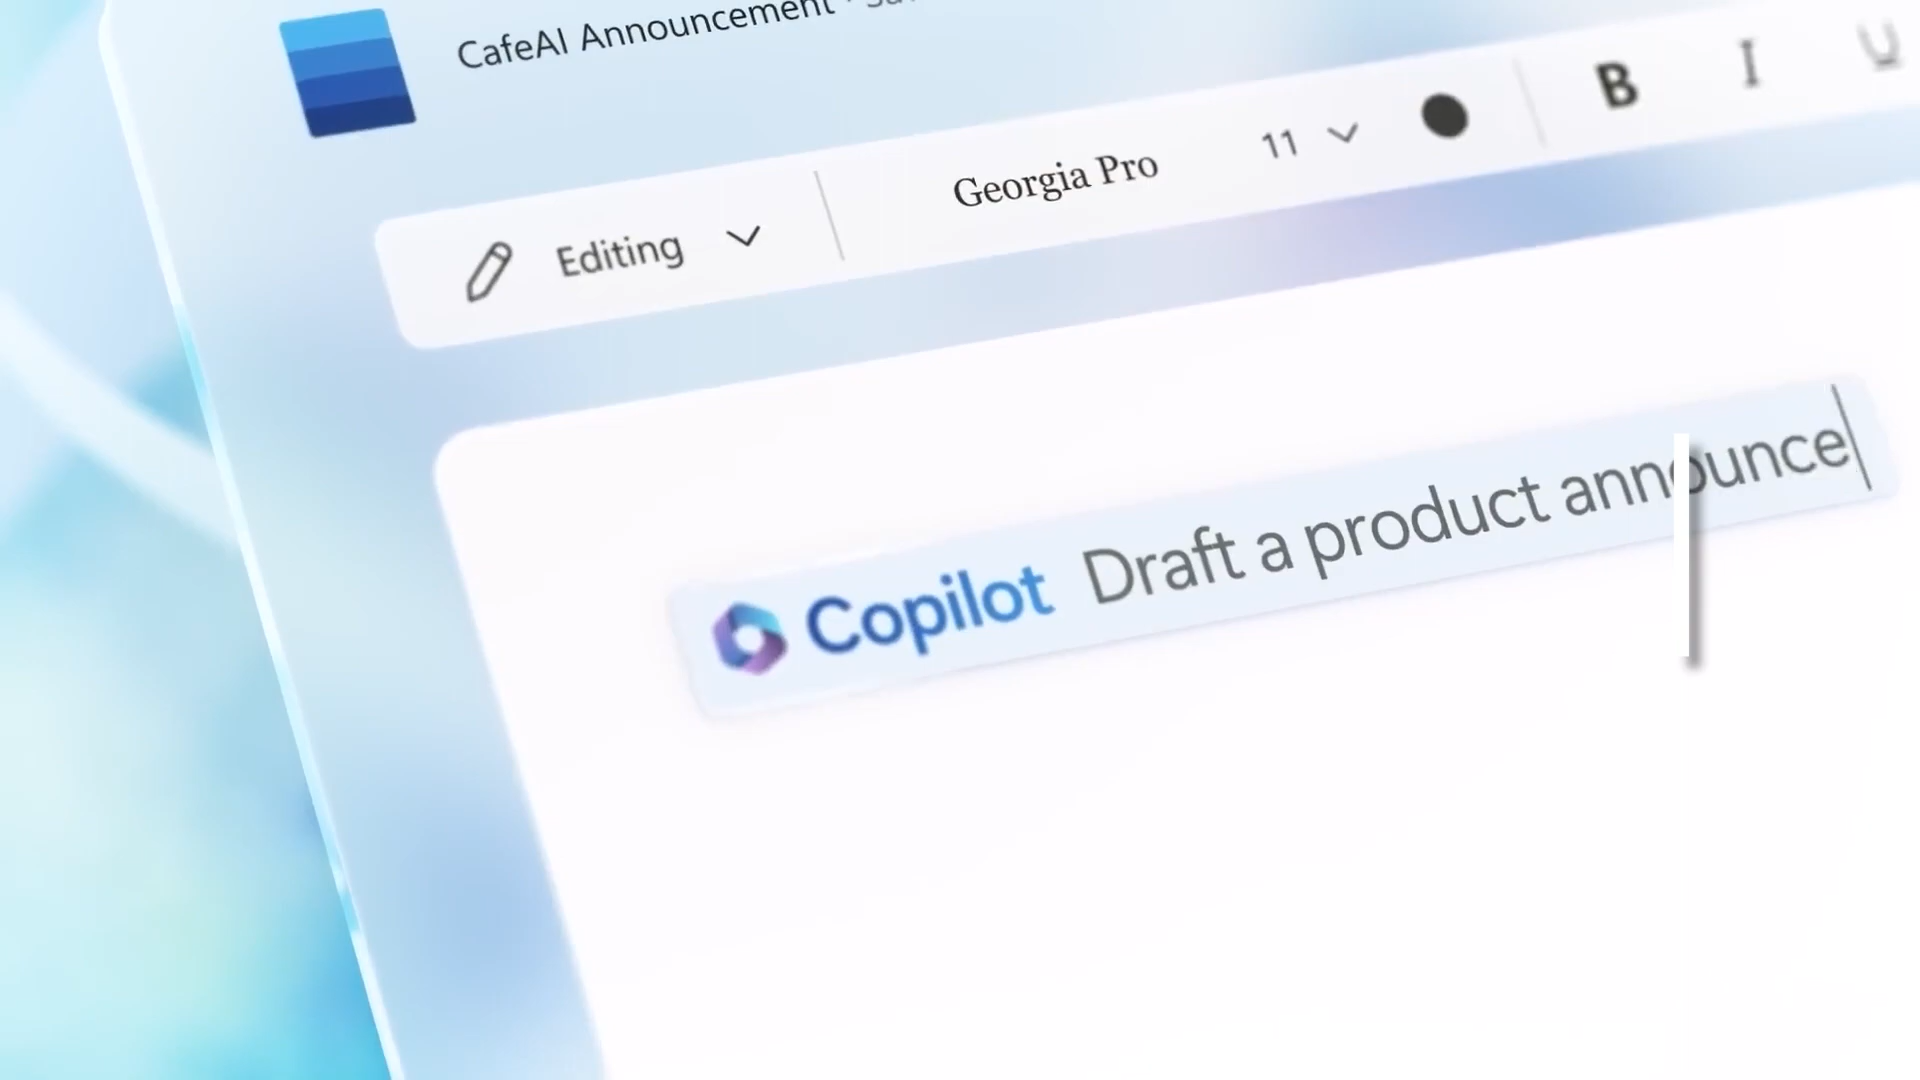 CafeAI Announcement
Editing Georgia Pro 11 B I U
Copilot Draft a product announce